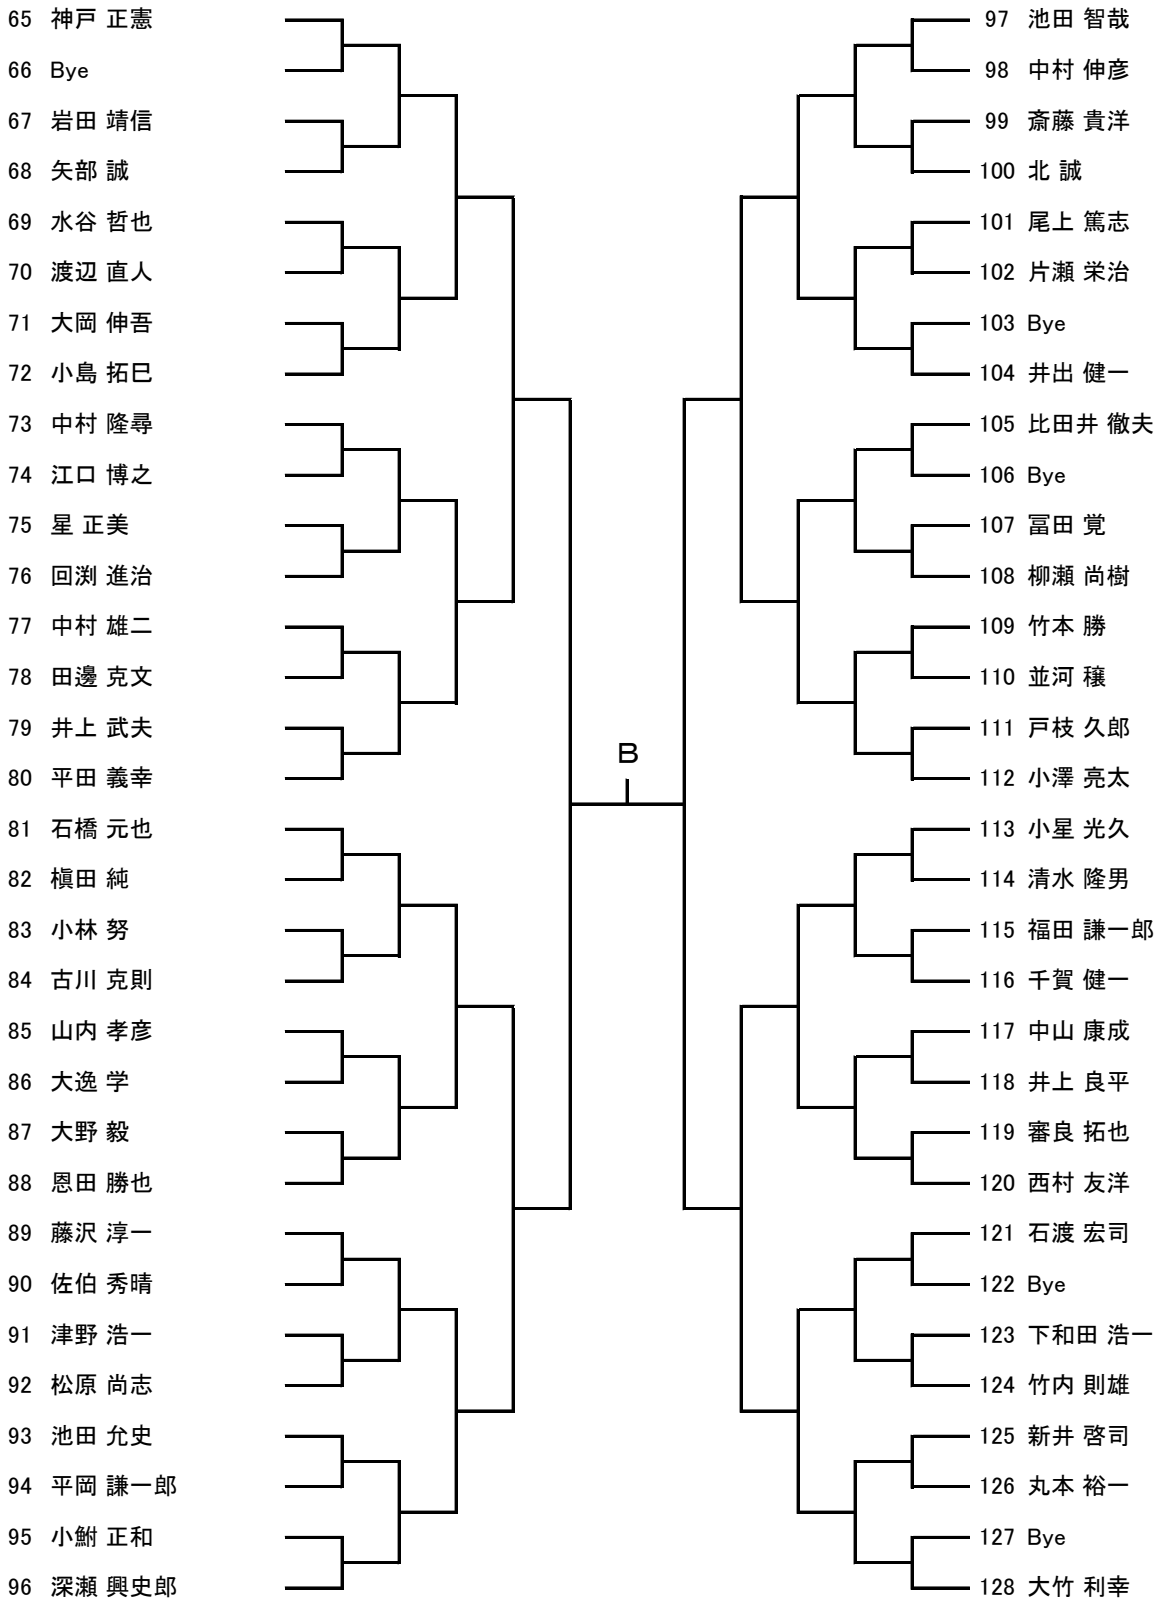 65 神戸 正憲
66 Bye
67 岩田 靖信
68 矢部 誠
69 水谷 哲也
70 渡辺 直人
71 大岡 伸吾
72 小島 拓巳
73 中村 隆尋
74 江口 博之
75 星 正美
76 回渕 進治
77 中村 雄二
78 田邊 克文
79 井上 武夫
80 平田 義幸
81 石橋 元也
82 槇田 純
83 小林 努
84 古川 克則
85 山内 孝彦
86 大逸 学
87 大野 毅
88 恩田 勝也
89 藤沢 淳一
90 佐伯 秀晴
91 津野 浩一
92 松原 尚志
93 池田 允史
94 平岡 謙一郎
95 小鮒 正和
96 深瀬 興史郎
B
97 池田 智哉
98 中村 伸彦
99 斎藤 貴洋
100 北 誠
101 尾上 篤志
102 片瀬 栄治
103 Bye
104 井出 健一
105 比田井 徹夫
106 Bye
107 冨田 覚
108 柳瀬 尚樹
109 竹本 勝
110 並河 穣
111 戸枝 久郎
112 小澤 亮太
113 小星 光久
114 清水 隆男
115 福田 謙一郎
116 千賀 健一
117 中山 康成
118 井上 良平
119 審良 拓也
120 西村 友洋
121 石渡 宏司
122 Bye
123 下和田 浩一
124 竹内 則雄
125 新井 啓司
126 丸本 裕一
127 Bye
128 大竹 利幸